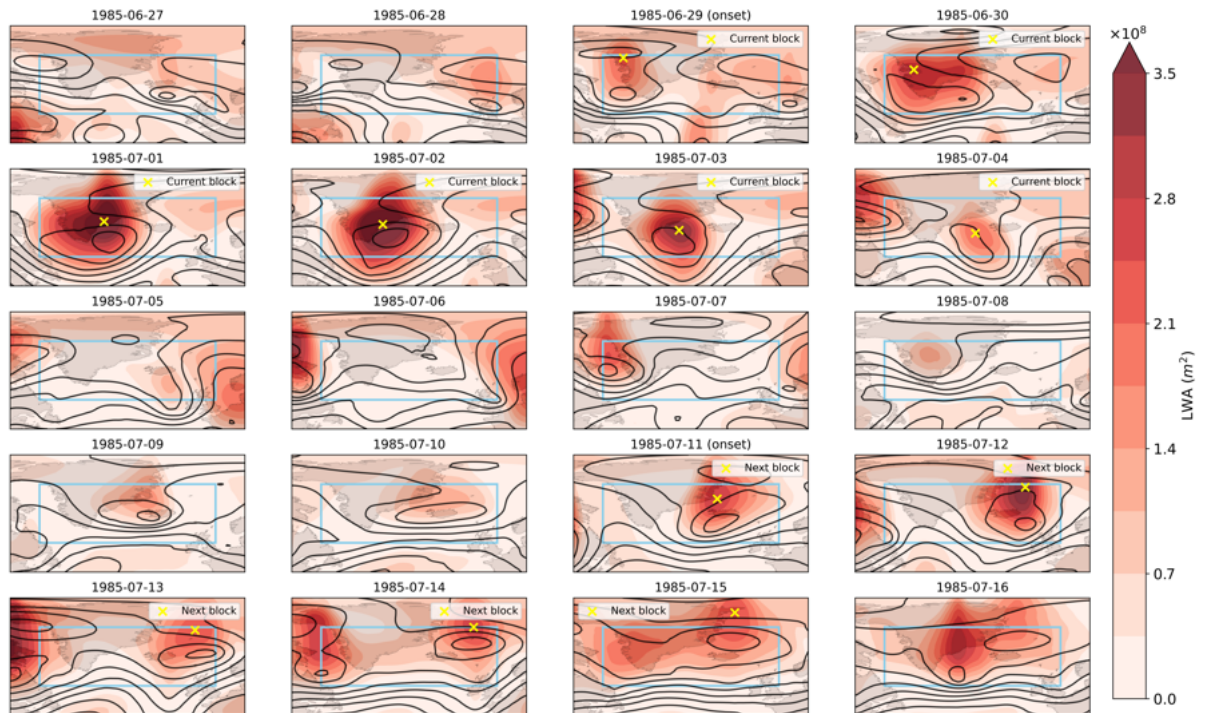 1985-06-27
1985-06-28
1985-06-29 (onset)
Current block
1985-06-30
Current block
×10⁸
3.5
2.8
2.1
1.4
0.7
0.0
LWA (m²)
1985-07-01
Current block
1985-07-02
Current block
1985-07-03
Current block
1985-07-04
Current block
1985-07-05
1985-07-06
1985-07-07
1985-07-08
1985-07-09
1985-07-10
1985-07-11 (onset)
Next block
1985-07-12
Next block
1985-07-13
Next block
1985-07-14
Next block
1985-07-15
Next block
1985-07-16